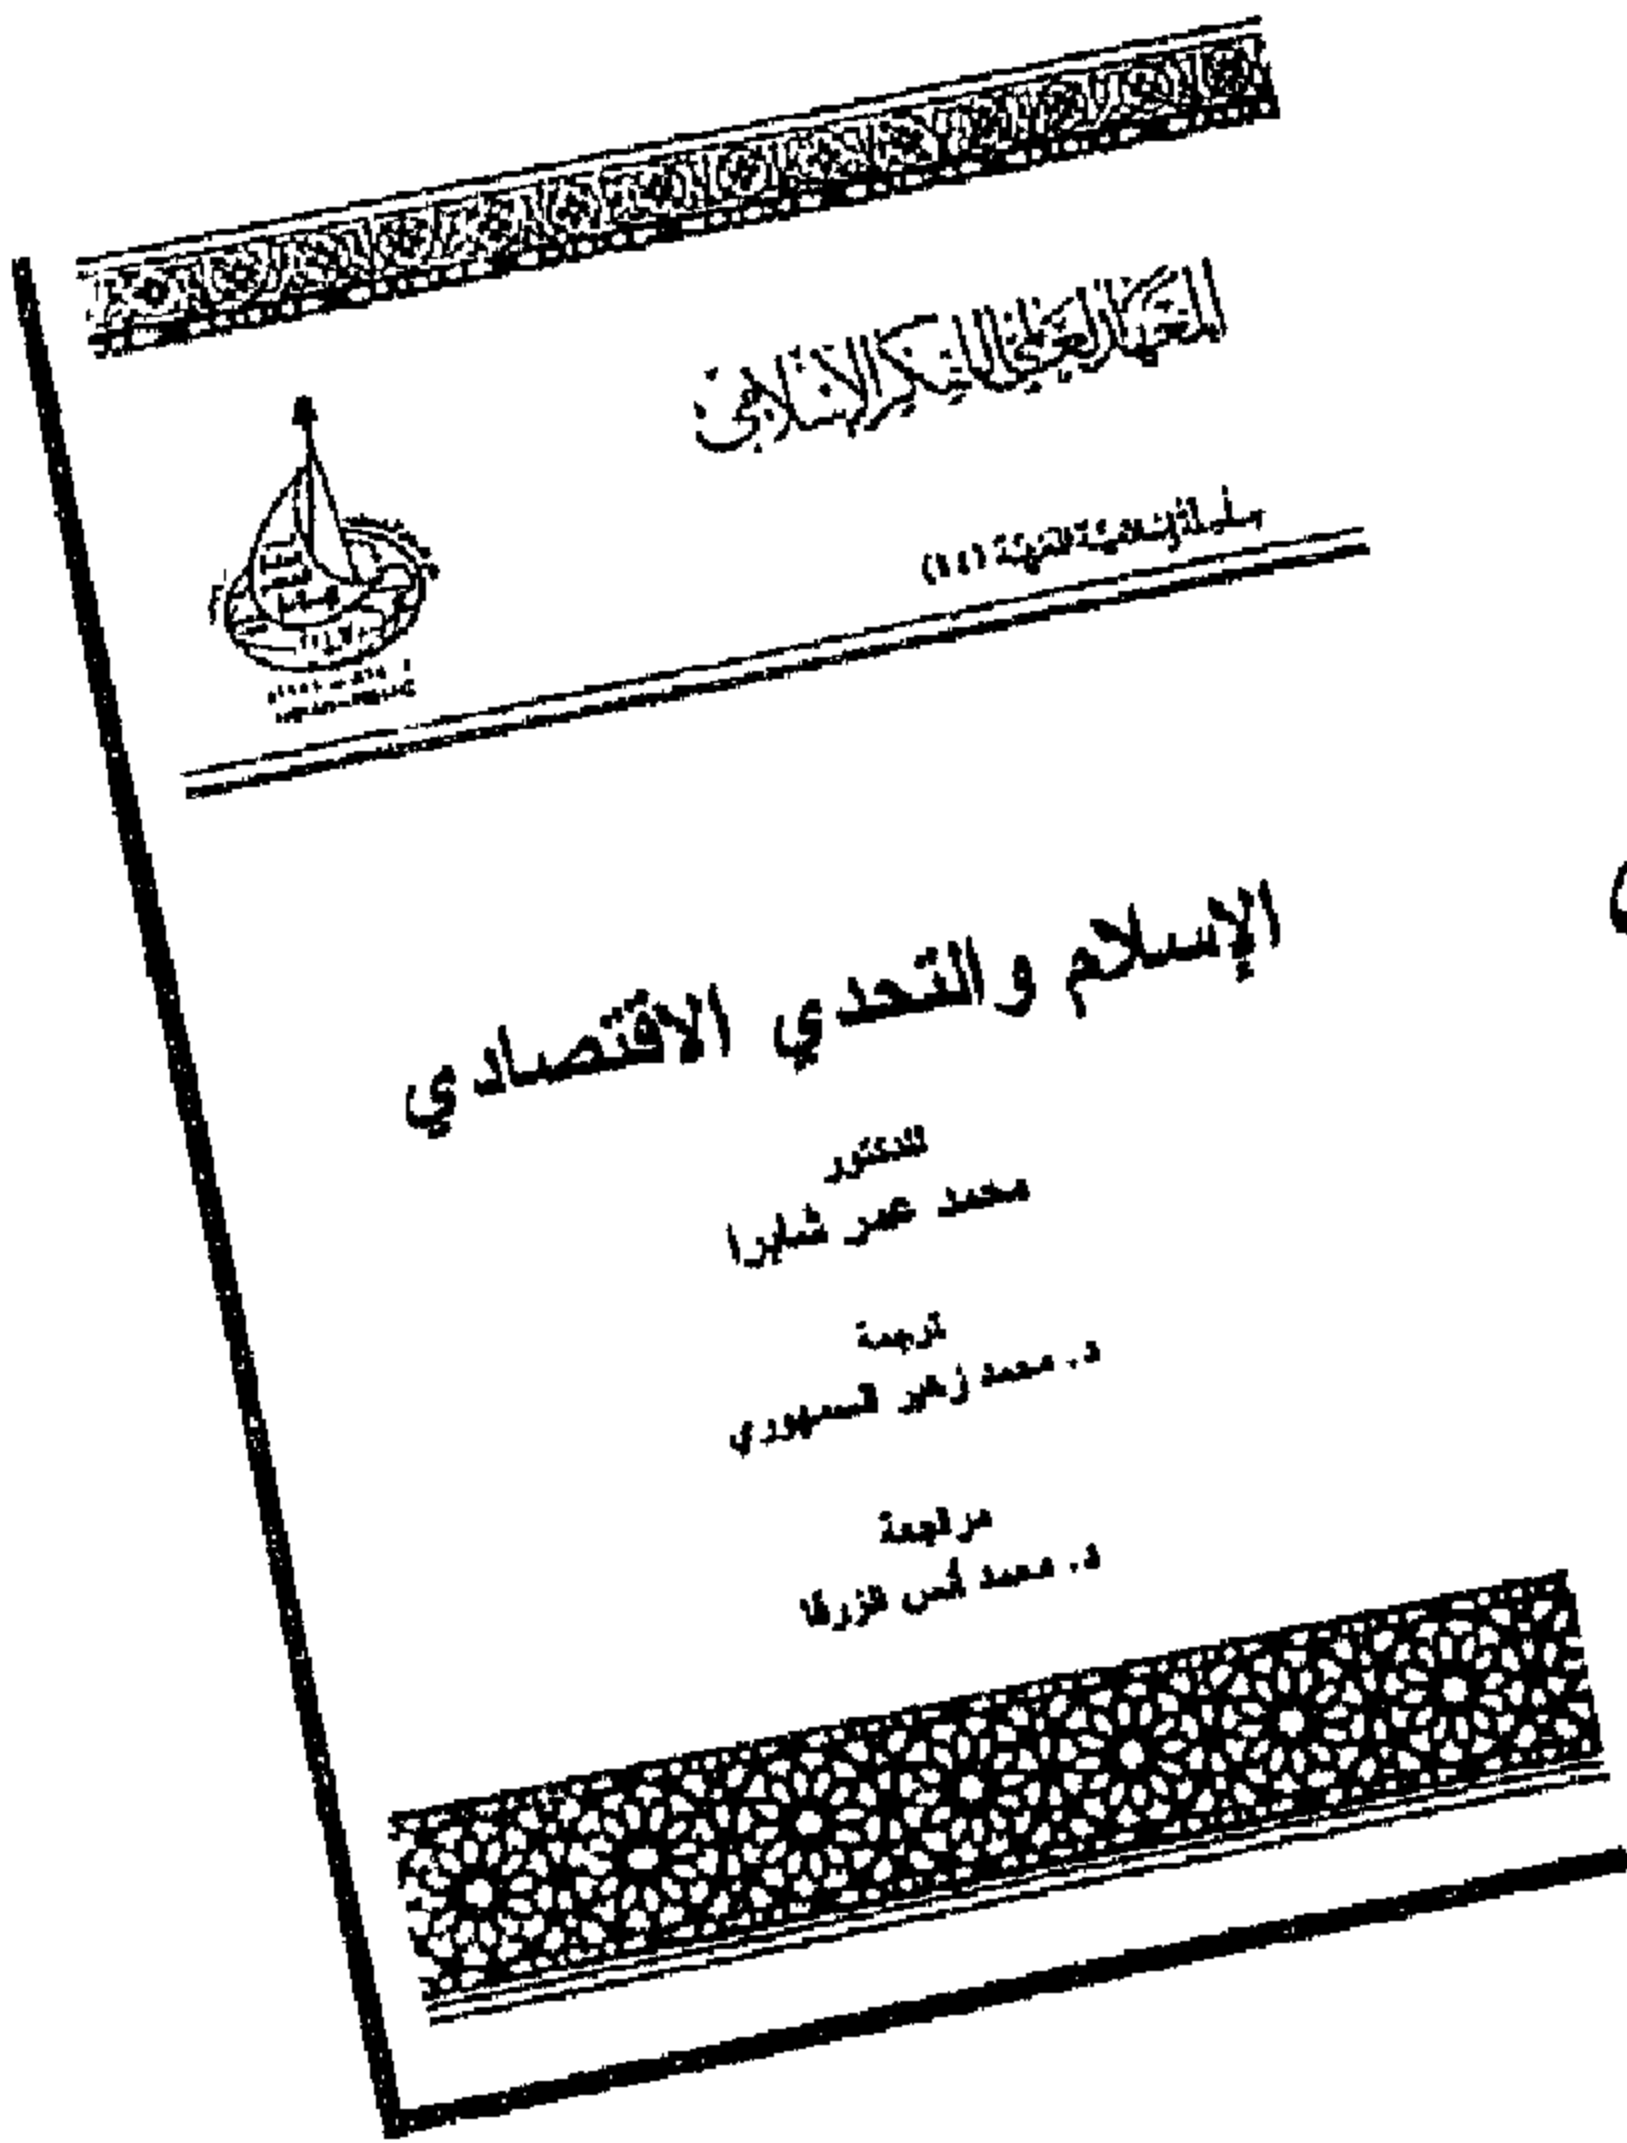 المعهد العالمي للفكر الإسلامي
الإسلام والتحدي الاقتصادي
للدكتور
محمد عمر شابرا
ترجمة
د. محمد زهير السمهوري
مراجعة
د. محمد أنس الزرقا